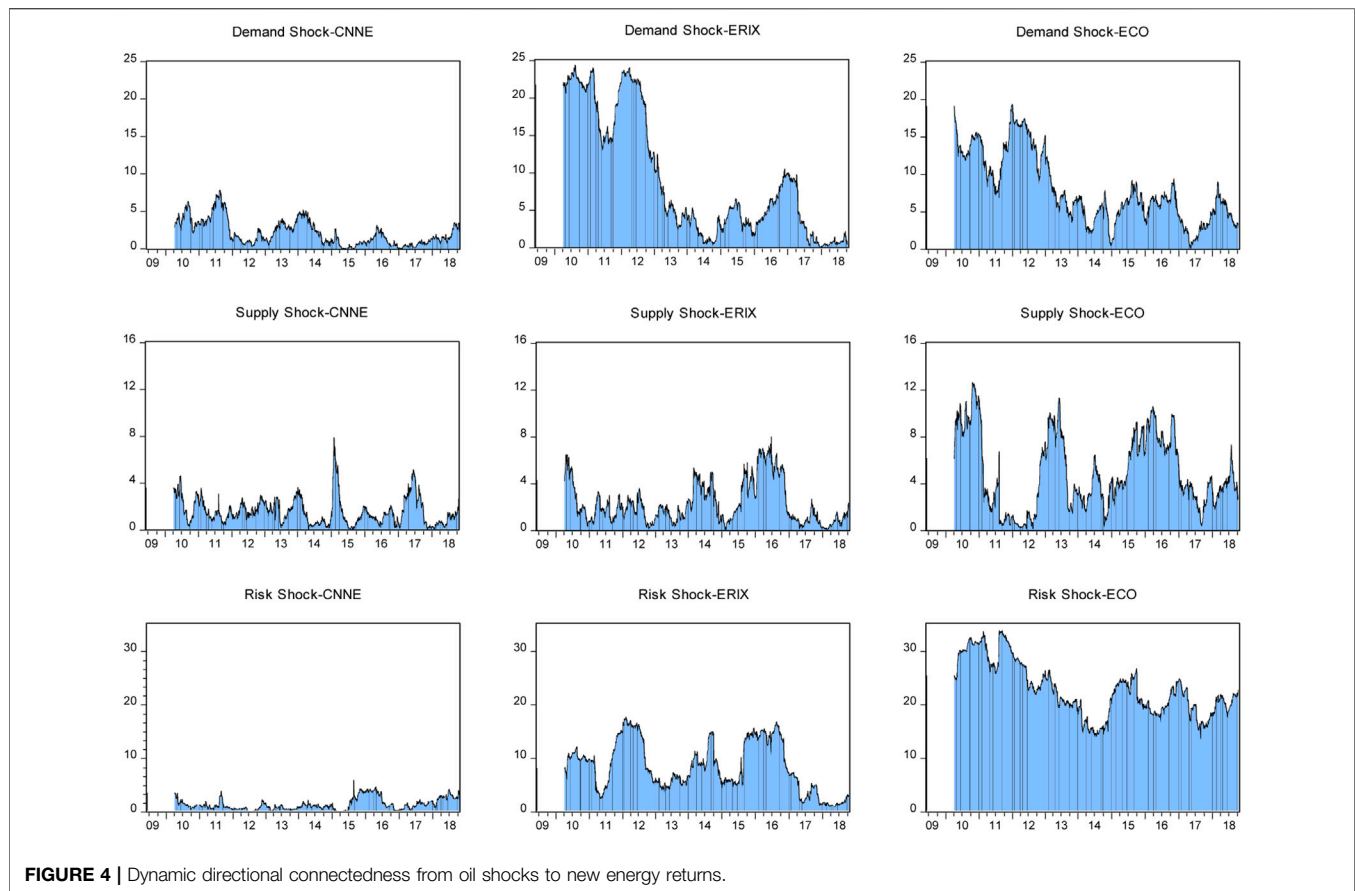 Demand Shock-CNNE
Demand Shock-ERIX
Demand Shock-ECO
25
20
15
10
5
0
09 10 11 12 13 14 15 16 17 18
25
20
15
10
5
0
09 10 11 12 13 14 15 16 17 18
25
20
15
10
5
0
09 10 11 12 13 14 15 16 17 18
Supply Shock-CNNE
Supply Shock-ERIX
Supply Shock-ECO
16
12
8
4
0
09 10 11 12 13 14 15 16 17 18
16
12
8
4
0
09 10 11 12 13 14 15 16 17 18
16
12
8
4
0
09 10 11 12 13 14 15 16 17 18
Risk Shock-CNNE
Risk Shock-ERIX
Risk Shock-ECO
30
20
10
0
09 10 11 12 13 14 15 16 17 18
30
20
10
0
09 10 11 12 13 14 15 16 17 18
30
20
10
0
09 10 11 12 13 14 15 16 17 18
FIGURE 4 | Dynamic directional connectedness from oil shocks to new energy returns.